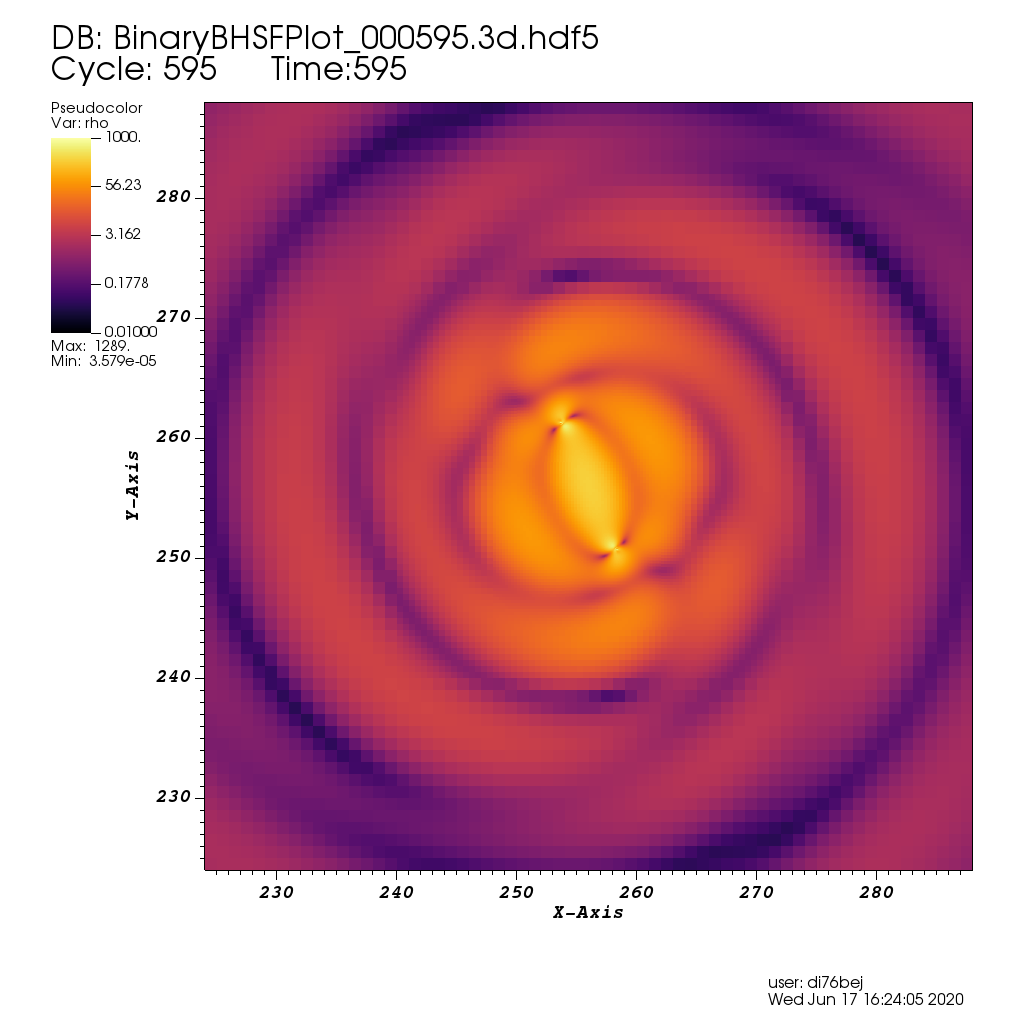 DB: BinaryBHSFPlot_000595.3d.hdf5
Cycle: 595 Time:595
Pseudocolor
Var: rho
1000.
56.23
3.162
0.1778
0.01000
Max: 1289.
Min: 3.579e-05
280
270
260
250
240
230
Y-Axis
230 240 250 260 270 280
X-Axis
user: di76bej
Wed Jun 17 16:24:05 2020